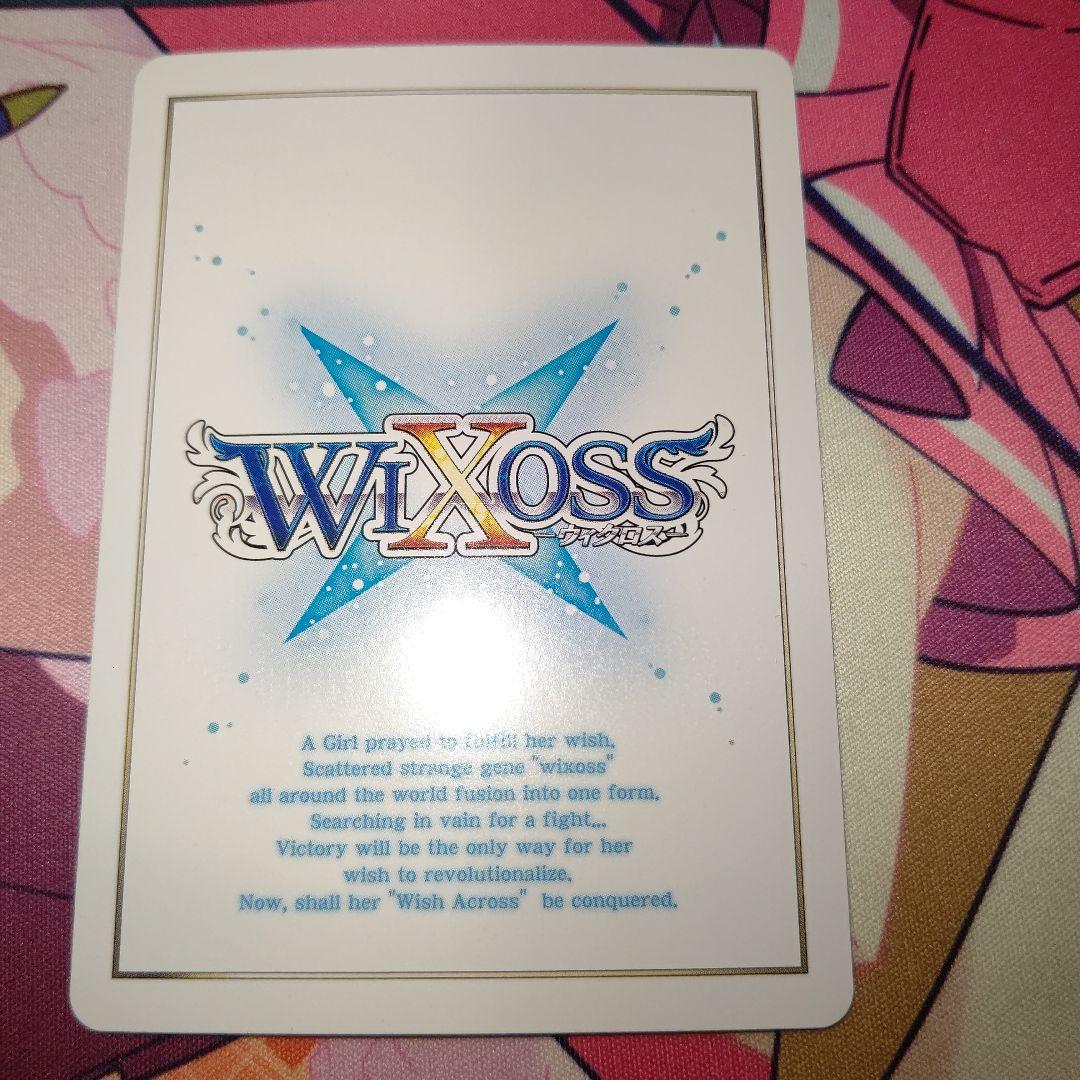 WIXOSS
ーウィクロスー
A Girl prayed to fulfill her wish.
Scattered strange gene "wixoss"
all around the world fusion into one form.
Searching in vain for a fight...
Victory will be the only way for her
wish to revolutionalize.
Now, shall her "Wish Across" be conquered.